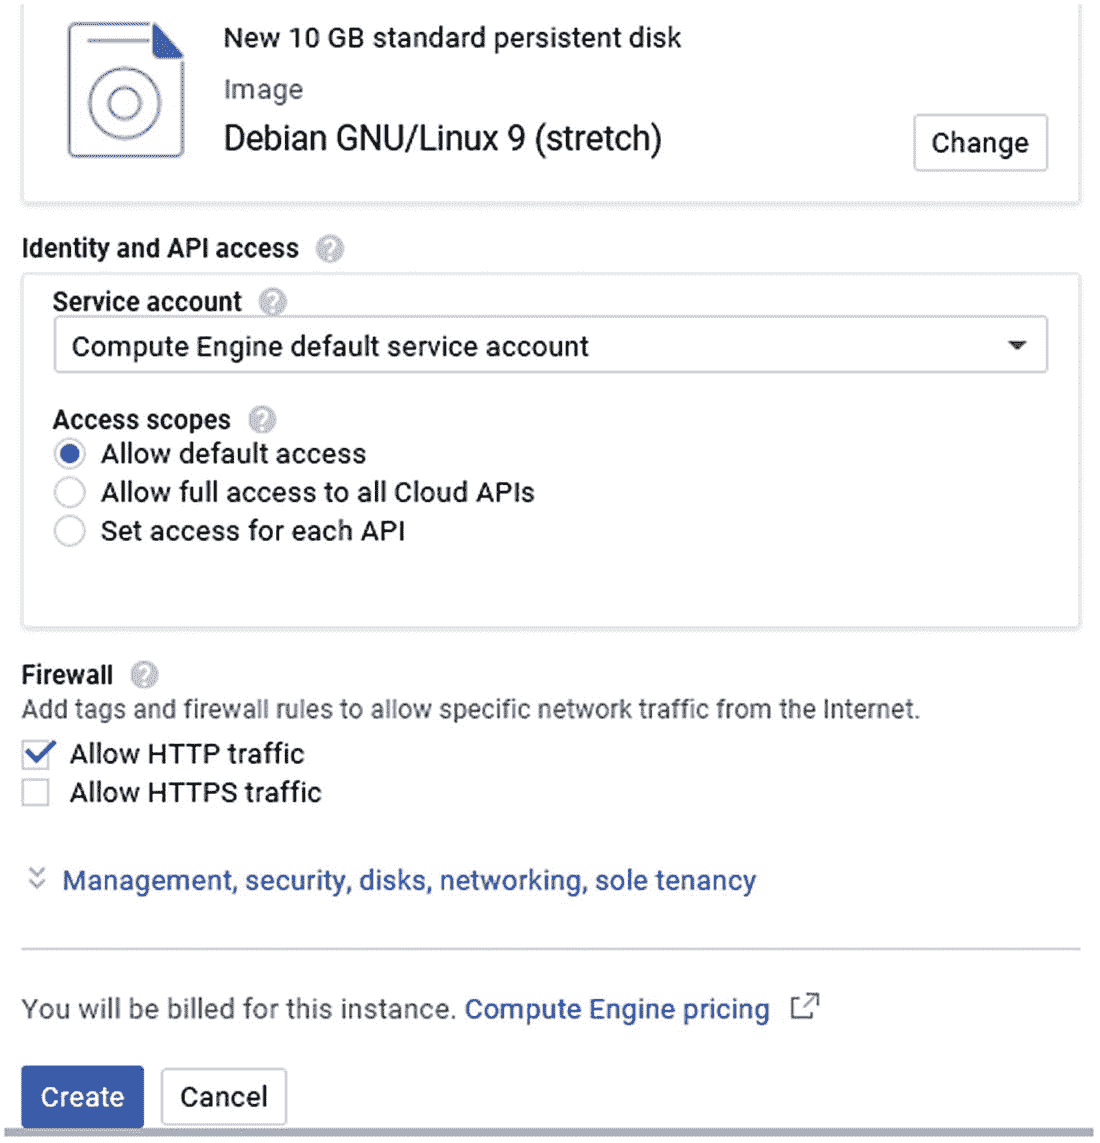 New 10 GB standard persistent disk
Image
Debian GNU/Linux 9 (stretch)
Change
Identity and API access ?
Service account ?
Compute Engine default service account
Access scopes ?
Allow default access
Allow full access to all Cloud APIs
Set access for each API
Firewall ?
Add tags and firewall rules to allow specific network traffic from the Internet.
Allow HTTP traffic
Allow HTTPS traffic
Management, security, disks, networking, sole tenancy
You will be billed for this instance. Compute Engine pricing
Create Cancel